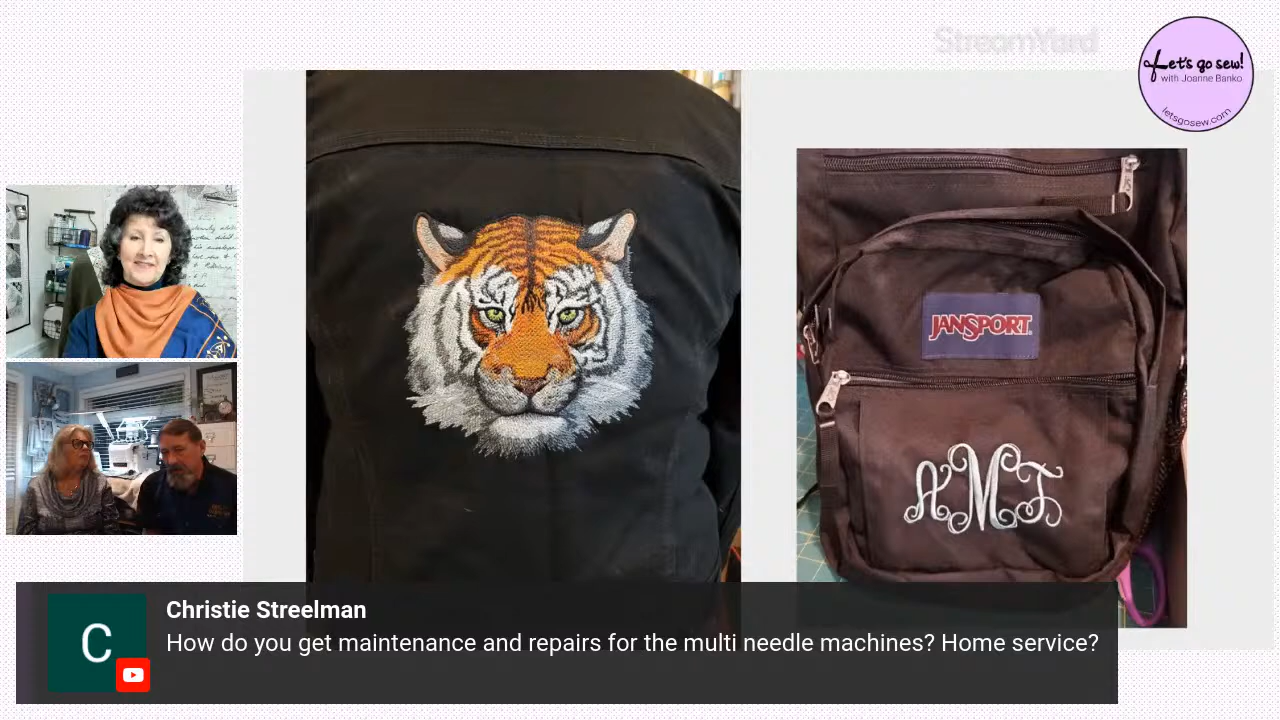 StreamYard
Let's go sew!
with Joanne Banko
letsgosew.com
JANSPORT
AMT
Christie Streelman
How do you get maintenance and repairs for the multi needle machines? Home service?
C